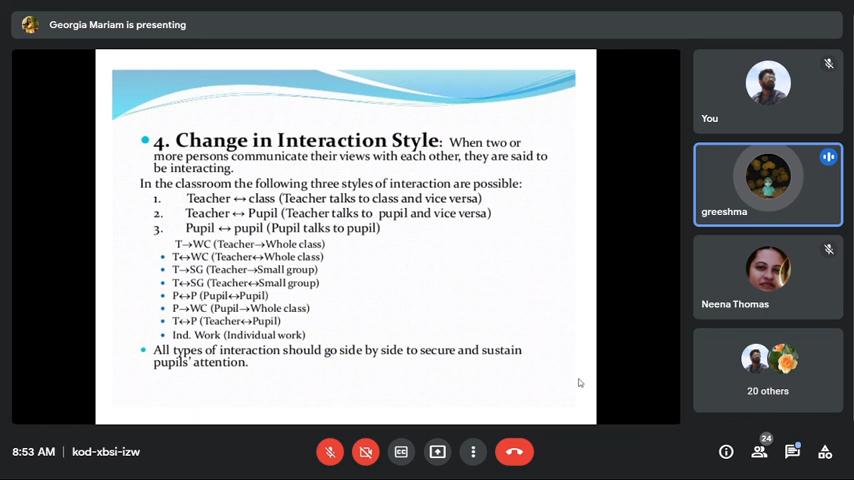 Georgia Mariam is presenting
4. Change in Interaction Style: When two or
more persons communicate their views with each other, they are said to
be interacting.
In the classroom the following three styles of interaction are possible:
1. Teacher ↔ class (Teacher talks to class and vice versa)
2. Teacher ↔ Pupil (Teacher talks to pupil and vice versa)
3. Pupil ↔ pupil (Pupil talks to pupil)
T→WC (Teacher→Whole class)
• T↔WC (Teacher↔Whole class)
• T→SG (Teacher→Small group)
• T↔SG (Teacher↔Small group)
• P↔P (Pupil↔Pupil)
• P→WC (Pupil→Whole class)
• T↔P (Teacher↔Pupil)
• Ind. Work (Individual work)
• All types of interaction should go side by side to secure and sustain
pupils' attention.
You
greeshma
Neena Thomas
20 others
8:53 AM | kod-xbsi-izw
CC
24